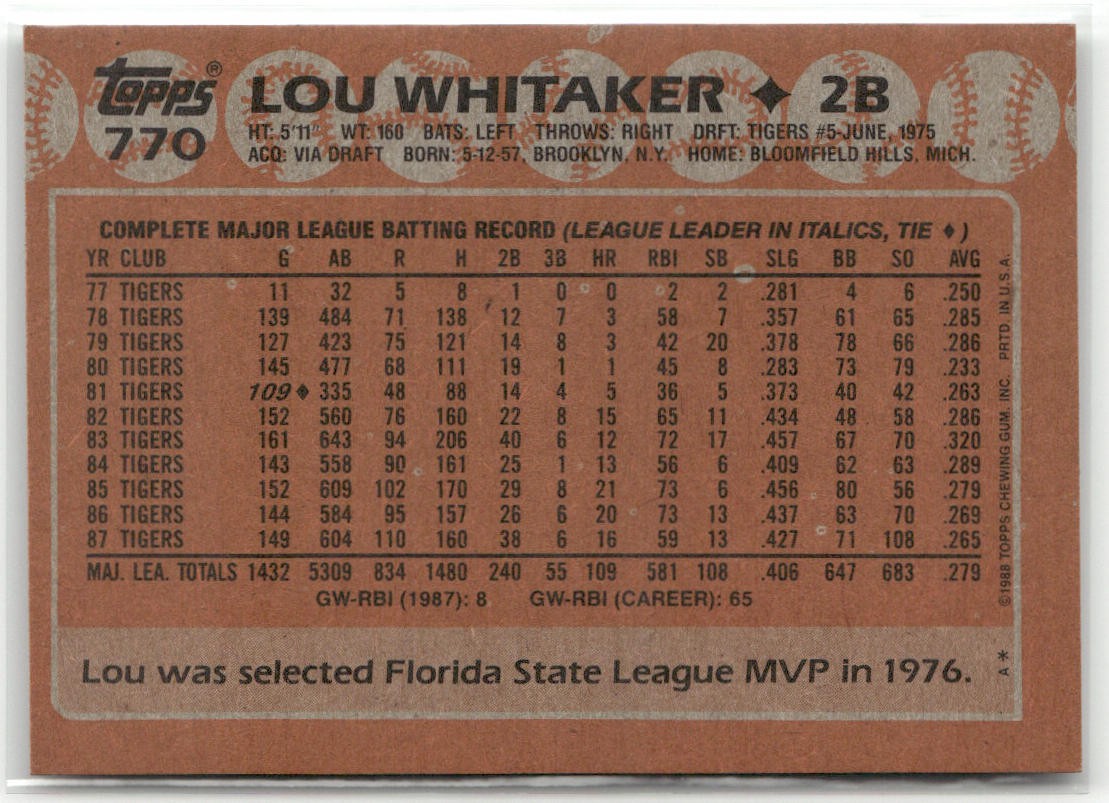 Topps®
770
LOU WHITAKER ✦ 2B
HT: 5'11" WT: 160 BATS: LEFT THROWS: RIGHT DRFT: TIGERS #5-JUNE, 1975
ACQ: VIA DRAFT BORN: 5-12-57, BROOKLYN, N.Y. HOME: BLOOMFIELD HILLS, MICH.
COMPLETE MAJOR LEAGUE BATTING RECORD (LEAGUE LEADER IN ITALICS, TIE ♦)
YR CLUB G AB R H 2B 3B HR RBI SB SLG BB SO AVG
77 TIGERS 11 32 5 8 1 0 0 2 2 .281 4 6 .250
78 TIGERS 139 484 71 138 12 7 3 58 7 .357 61 65 .285
79 TIGERS 127 423 75 121 14 8 3 42 20 .378 78 66 .286
80 TIGERS 145 477 68 111 19 1 1 45 8 .283 73 79 .233
81 TIGERS 109♦ 335 48 88 14 4 5 36 5 .373 40 42 .263
82 TIGERS 152 560 76 160 22 8 15 65 11 .434 48 58 .286
83 TIGERS 161 643 94 206 40 6 12 72 17 .457 67 70 .320
84 TIGERS 143 558 90 161 25 1 13 56 6 .409 62 63 .289
85 TIGERS 152 609 102 170 29 8 21 73 6 .456 80 56 .279
86 TIGERS 144 584 95 157 26 6 20 73 13 .437 63 70 .269
87 TIGERS 149 604 110 160 38 6 16 59 13 .427 71 108 .265
MAJ. LEA. TOTALS 1432 5309 834 1480 240 55 109 581 108 .406 647 683 .279
GW-RBI (1987): 8 GW-RBI (CAREER): 65
Lou was selected Florida State League MVP in 1976.
©1988 TOPPS CHEWING GUM, INC. PRTD. IN U.S.A.
A*